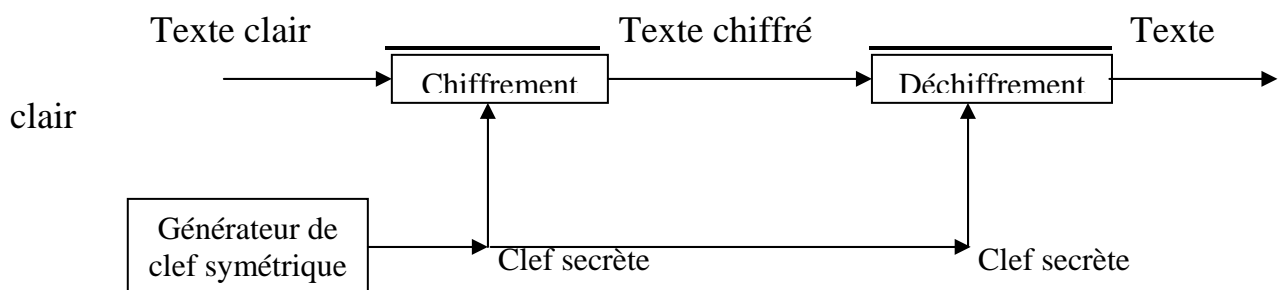 Texte clair Texte chiffré Texte
Chiffrement Déchiffrement
clair
Générateur de
clef symétrique
Clef secrète Clef secrète